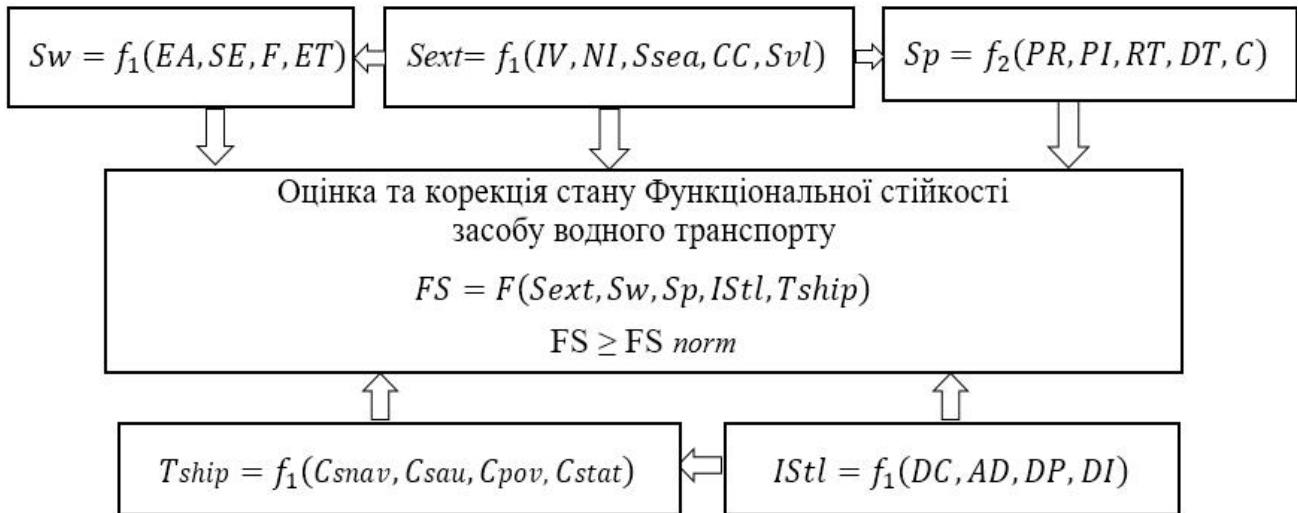 Sw = f₁(EA, SE, F, ET)
Sext= f₁(IV, NI, Ssea, CC, Svl)
Sp = f₂(PR, PI, RT, DT, C)
Оцінка та корекція стану Функціональної стійкості
засобу водного транспорту
FS = F(Sext, Sw, Sp, IStl, Tship)
FS ≥ FS norm
Tship = f₁(Csnav, Csau, Cpov, Cstat)
IStl = f₁(DC, AD, DP, DI)